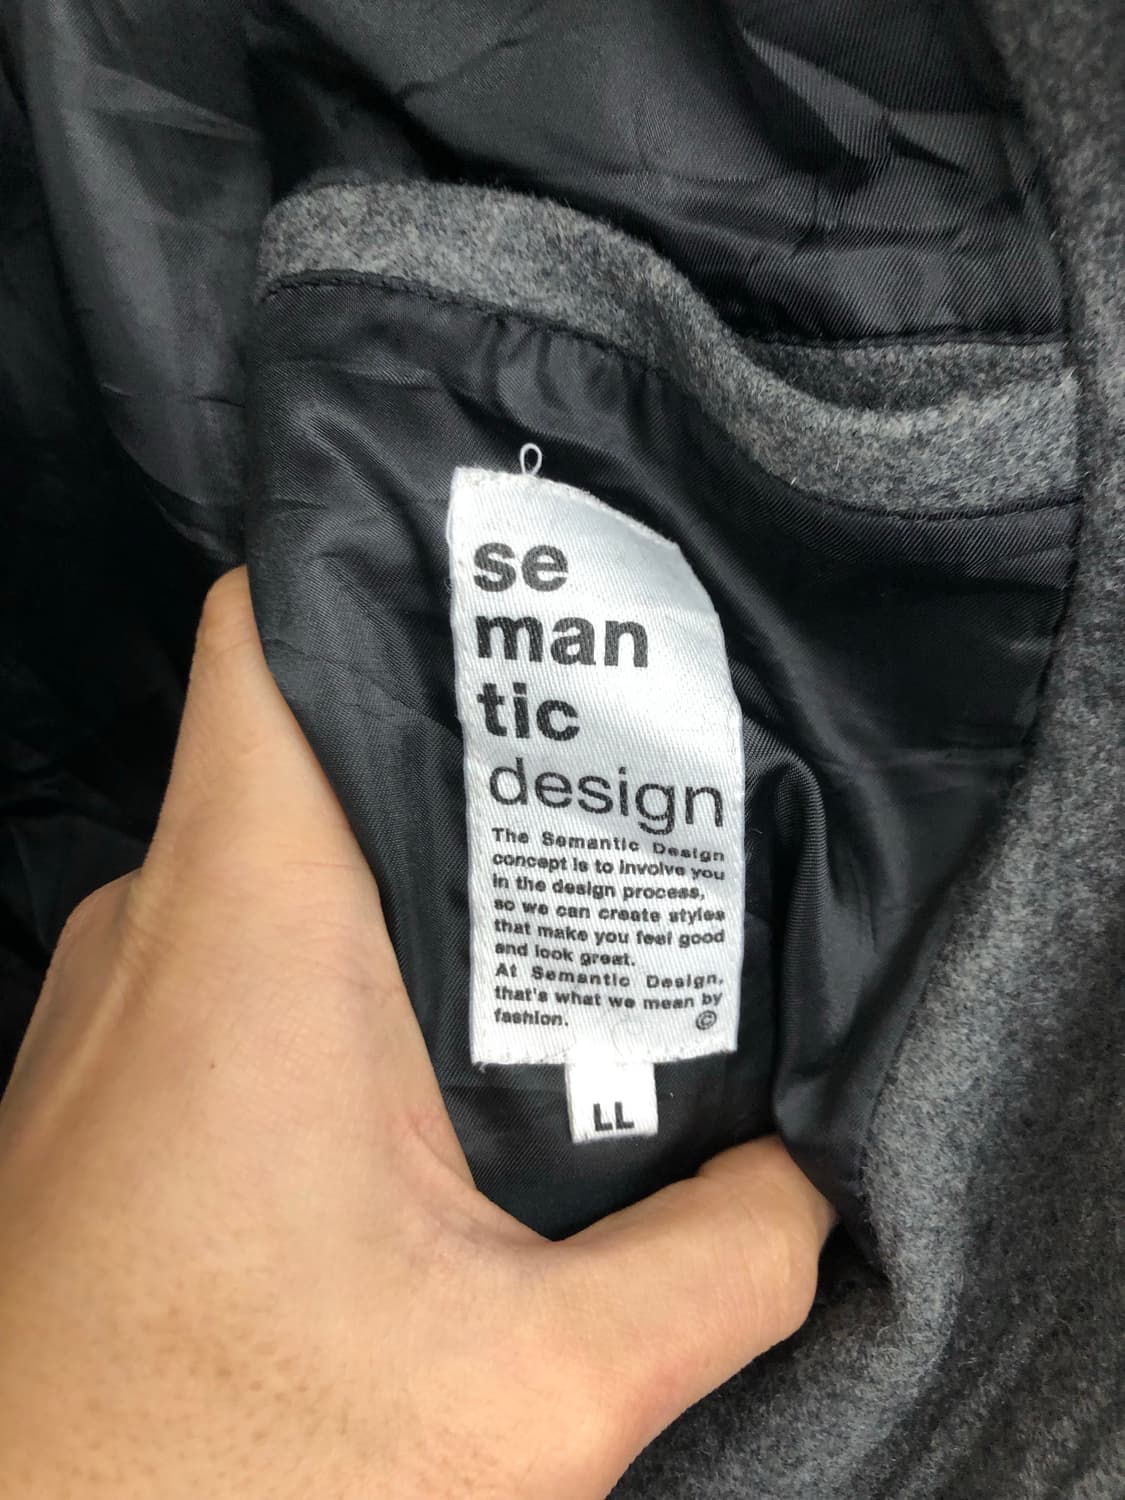 se
man
tic
design
The Semantic Design
concept is to involve you
in the design process,
so we can create styles
that make you feel good
and look great.
At Semantic Design,
that's what we mean by
fashion. ©
LL